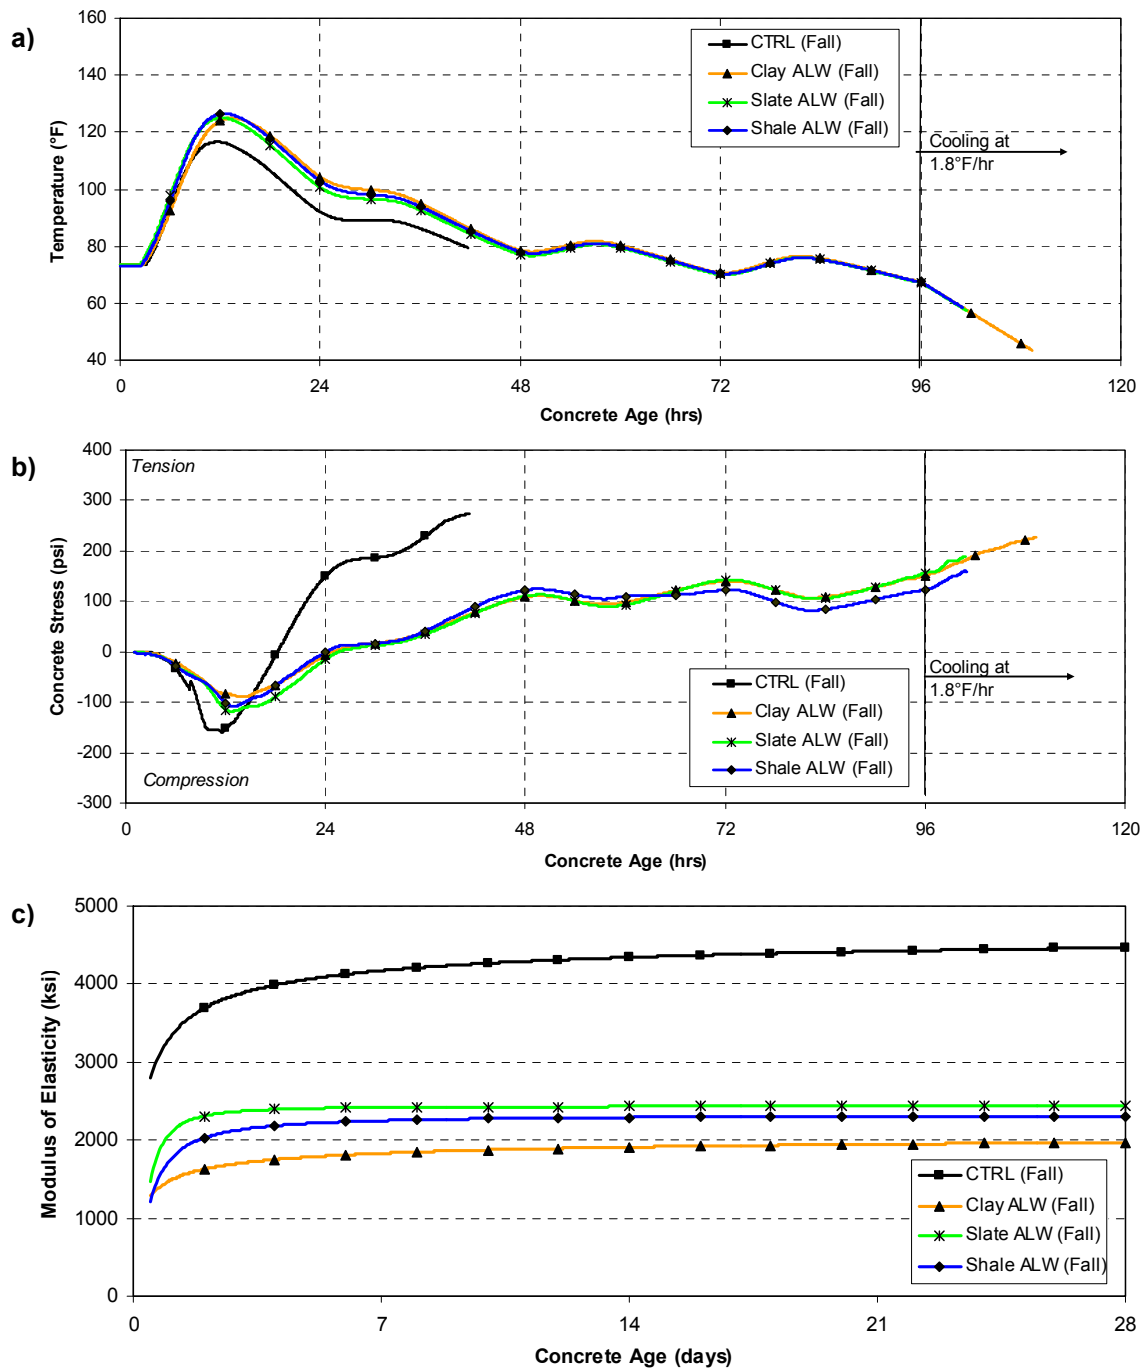 a)
160
140
120
100
80
60
40
Temperature (°F)
CTRL (Fall)
Clay ALW (Fall)
Slate ALW (Fall)
Shale ALW (Fall)
Cooling at
1.8°F/hr
0
24
48
72
96
120
Concrete Age (hrs)
b)
400
300
200
100
0
-100
-200
-300
Concrete Stress (psi)
Tension
Compression
Cooling at
1.8°F/hr
CTRL (Fall)
Clay ALW (Fall)
Slate ALW (Fall)
Shale ALW (Fall)
0
24
48
72
96
120
Concrete Age (hrs)
c)
5000
4000
3000
2000
1000
0
Modulus of Elasticity (ksi)
CTRL (Fall)
Clay ALW (Fall)
Slate ALW (Fall)
Shale ALW (Fall)
0
7
14
21
28
Concrete Age (days)